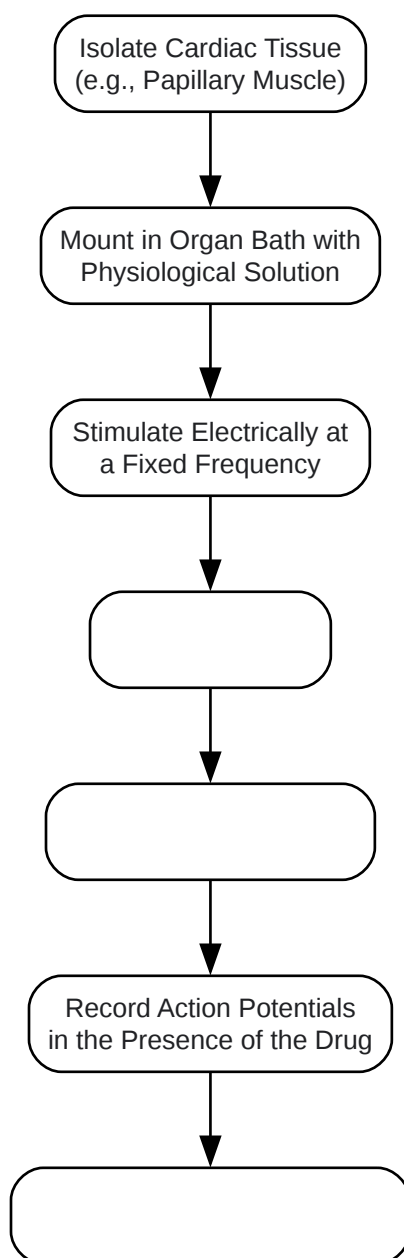 Isolate Cardiac Tissue
(e.g., Papillary Muscle)
Mount in Organ Bath with
Physiological Solution
Stimulate Electrically at
a Fixed Frequency
Record Action Potentials
in the Presence of the Drug